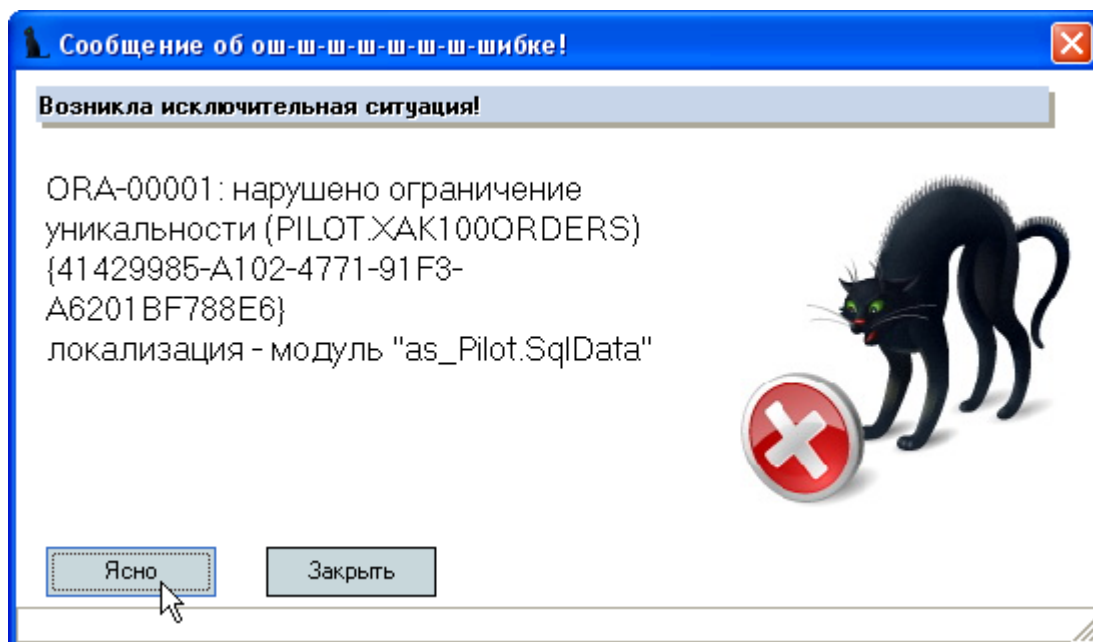 Сообщение об ош-ш-ш-ш-ш-ш-шибке!
Возникла исключительная ситуация!
ORA-00001: нарушено ограничение
уникальности (PILOT.XAK100ORDERS)
{41429985-A102-4771-91F3-
A6201BF788E6}
локализация - модуль "as_Pilot.SqlData"
Ясно
Закрыть